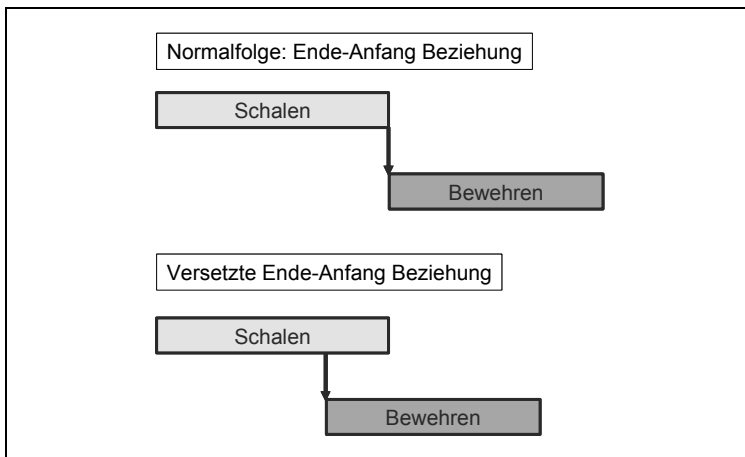 Normalfolge: Ende-Anfang Beziehung
Schalen
Bewehren
Versetzte Ende-Anfang Beziehung
Schalen
Bewehren